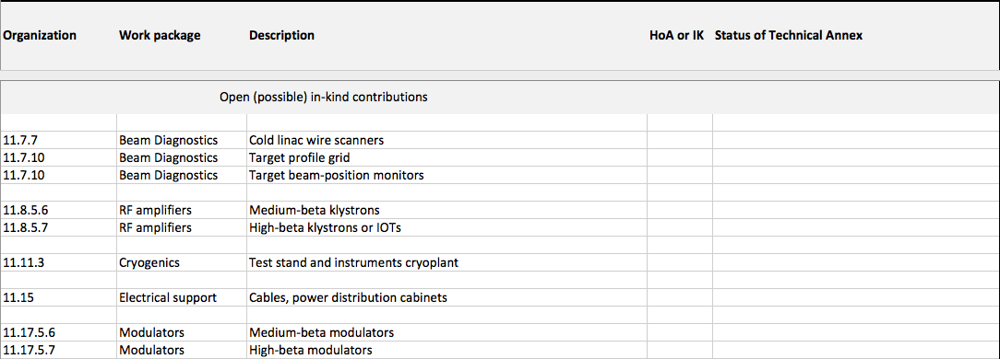 Organization Work package Description HoA or IK Status of Technical Annex
Open (possible) in-kind contributions
11.7.7 Beam Diagnostics Cold linac wire scanners
11.7.10 Beam Diagnostics Target profile grid
11.7.10 Beam Diagnostics Target beam-position monitors
11.8.5.6 RF amplifiers Medium-beta klystrons
11.8.5.7 RF amplifiers High-beta klystrons or IOTs
11.11.3 Cryogenics Test stand and instruments cryoplant
11.15 Electrical support Cables, power distribution cabinets
11.17.5.6 Modulators Medium-beta modulators
11.17.5.7 Modulators High-beta modulators